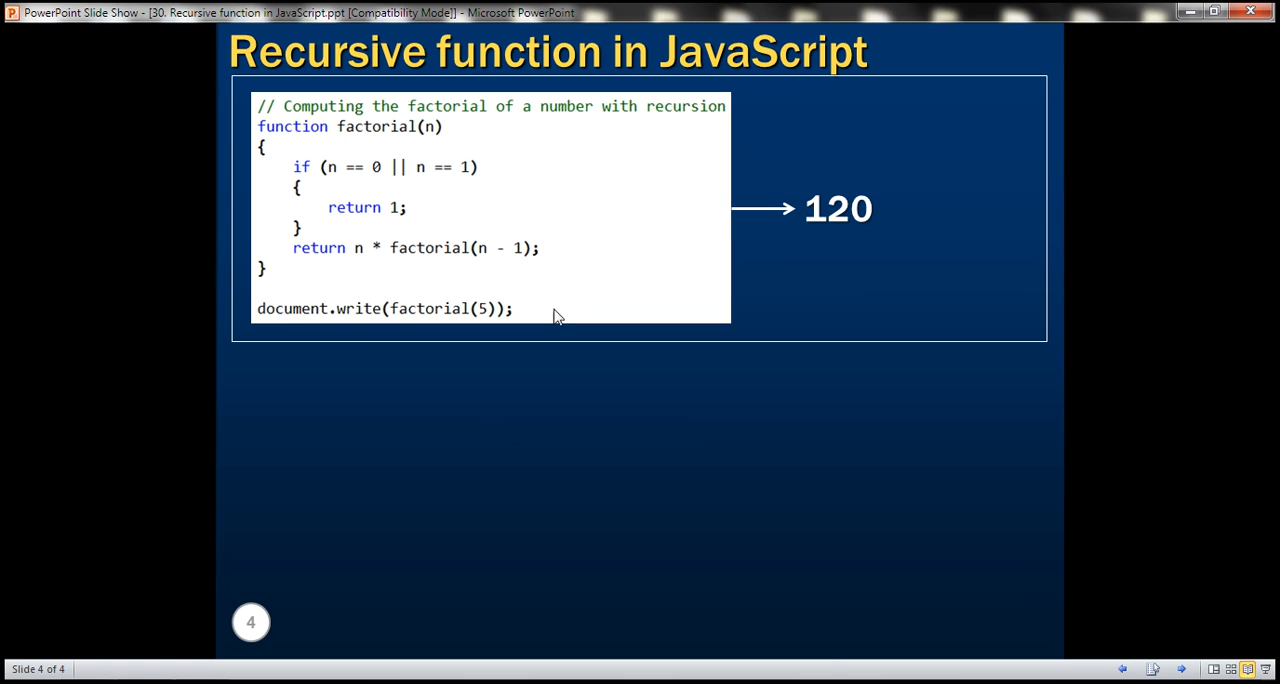 PowerPoint Slide Show - [30. Recursive function in JavaScript.ppt [Compatibility Mode]] - Microsoft PowerPoint
Recursive function in JavaScript
// Computing the factorial of a number with recursion
function factorial(n)
{
    if (n == 0 || n == 1)
    {
        return 1;
    }
    return n * factorial(n - 1);
}
document.write(factorial(5));
120
4
Slide 4 of 4